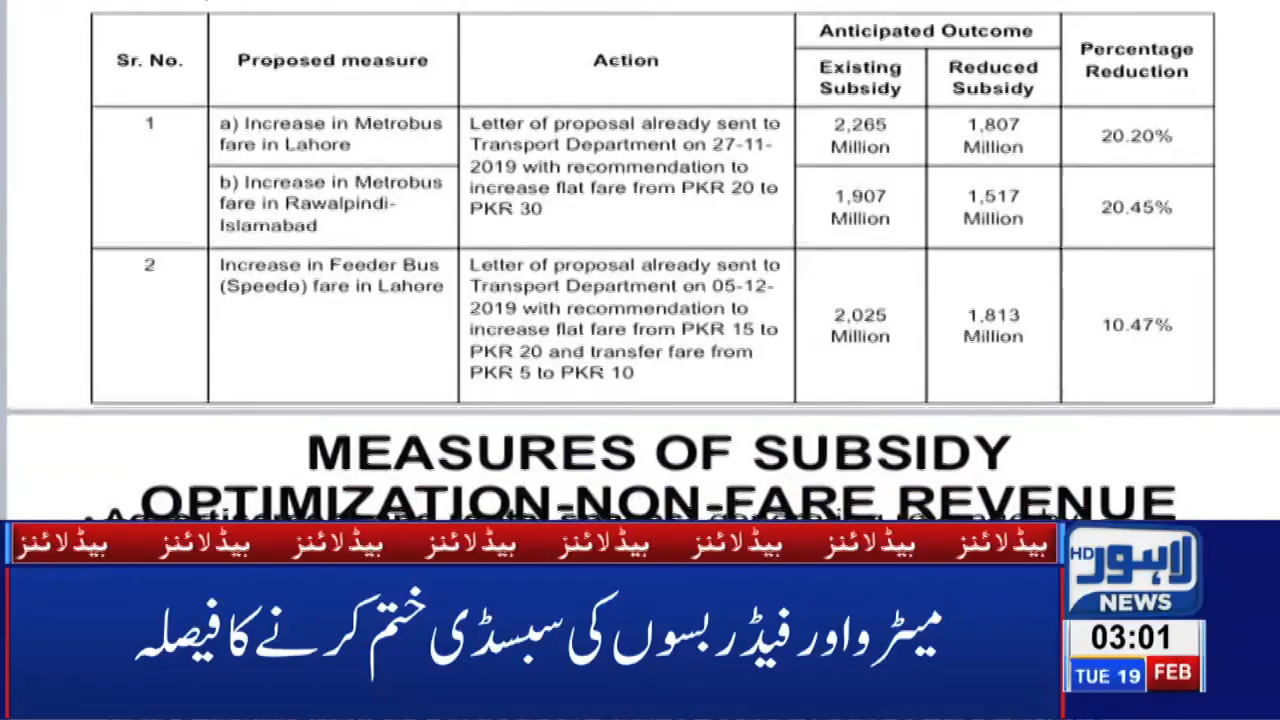 Sr. No.
Proposed measure
Action
Anticipated Outcome
Existing
Subsidy
Reduced
Subsidy
Percentage
Reduction
1
a) Increase in Metrobus
fare in Lahore
b) Increase in Metrobus
fare in Rawalpindi-
Islamabad
Letter of proposal already sent to
Transport Department on 27-11-
2019 with recommendation to
increase flat fare from PKR 20 to
PKR 30
2,265
Million
1,807
Million
20.20%
1,907
Million
1,517
Million
20.45%
2
Increase in Feeder Bus
(Speedo) fare in Lahore
Letter of proposal already sent to
Transport Department on 05-12-
2019 with recommendation to
increase flat fare from PKR 15 to
PKR 20 and transfer fare from
PKR 5 to PKR 10
2,025
Million
1,813
Million
10.47%
MEASURES OF SUBSIDY
OPTIMIZATION-NON-FARE REVENUE
ہیڈلائنز ہیڈلائنز ہیڈلائنز ہیڈلائنز ہیڈلائنز ہیڈلائنز ہیڈلائنز ہیڈلائنز
میٹرو اور فیڈر بسوں کی سبسڈی ختم کرنے کا فیصلہ
لاہور HD
NEWS
03:01
TUE 19 FEB